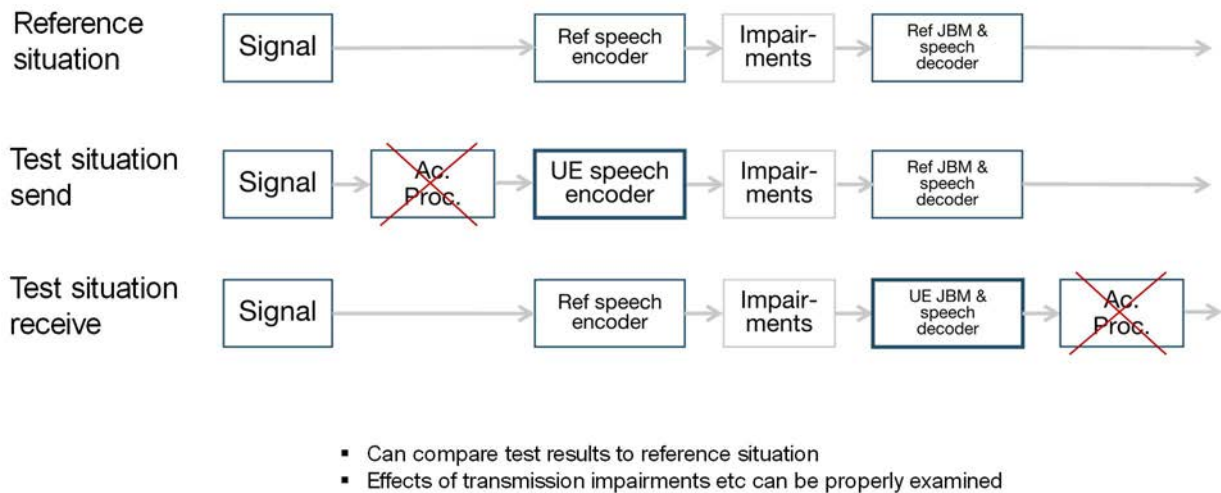 Reference
situation
Signal
Ref speech
encoder
Impair-
ments
Ref JBM &
speech
decoder
Test situation
send
Signal
Ac.
Proc.
UE speech
encoder
Impair-
ments
Ref JBM &
speech
decoder
Test situation
receive
Signal
Ref speech
encoder
Impair-
ments
UE JBM &
speech
decoder
Ac.
Proc.
▪ Can compare test results to reference situation
▪ Effects of transmission impairments etc can be properly examined